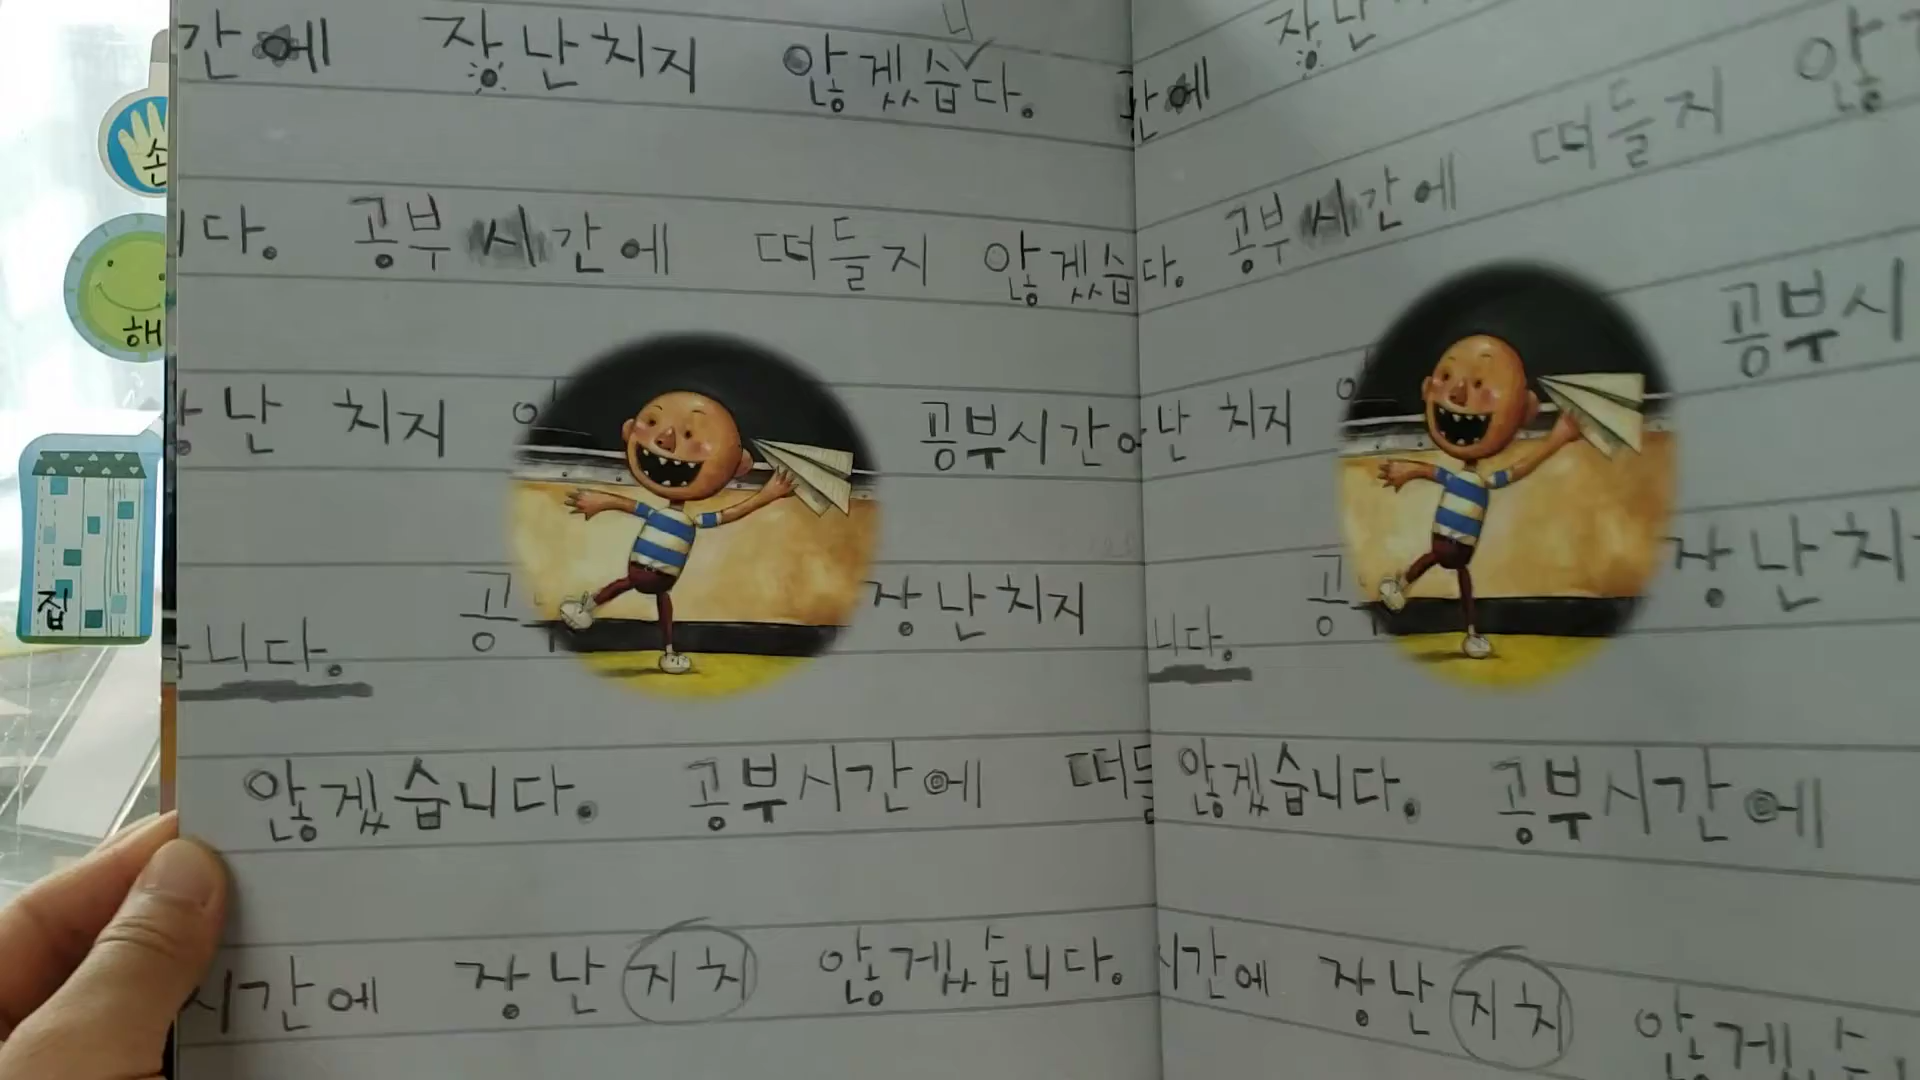 간에 장난치지 않겠습다.
니
다. 공부시간에 떠들지 않겠습
난 치지
공부시간
니다.
장난치지
않겠습니다. 공부시간에 떠들
시간에 장난지치 않겠습니다.
간에 장난
다. 공부시간에 떠들지 않
난 치지
공부시
니다.
장난치
않겠습니다. 공부시간에
시간에 장난지치 않겠습
손
해
집